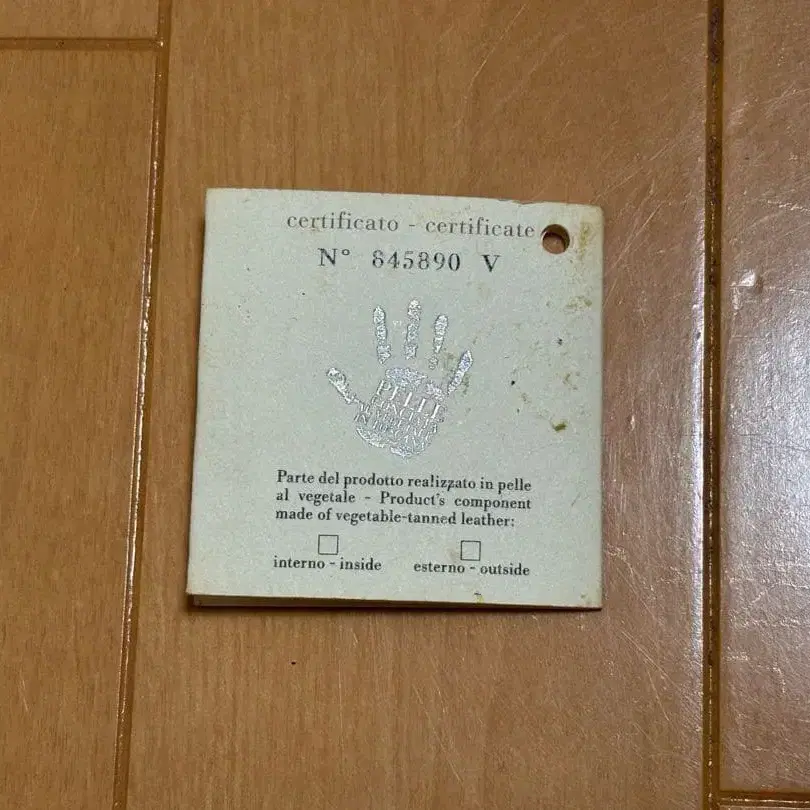 certificato - certificate
N° 845890 V
PELLE
Parte del prodotto realizzato in pelle
al vegetale - Product's component
made of vegetable-tanned leather:
interno - inside esterno - outside